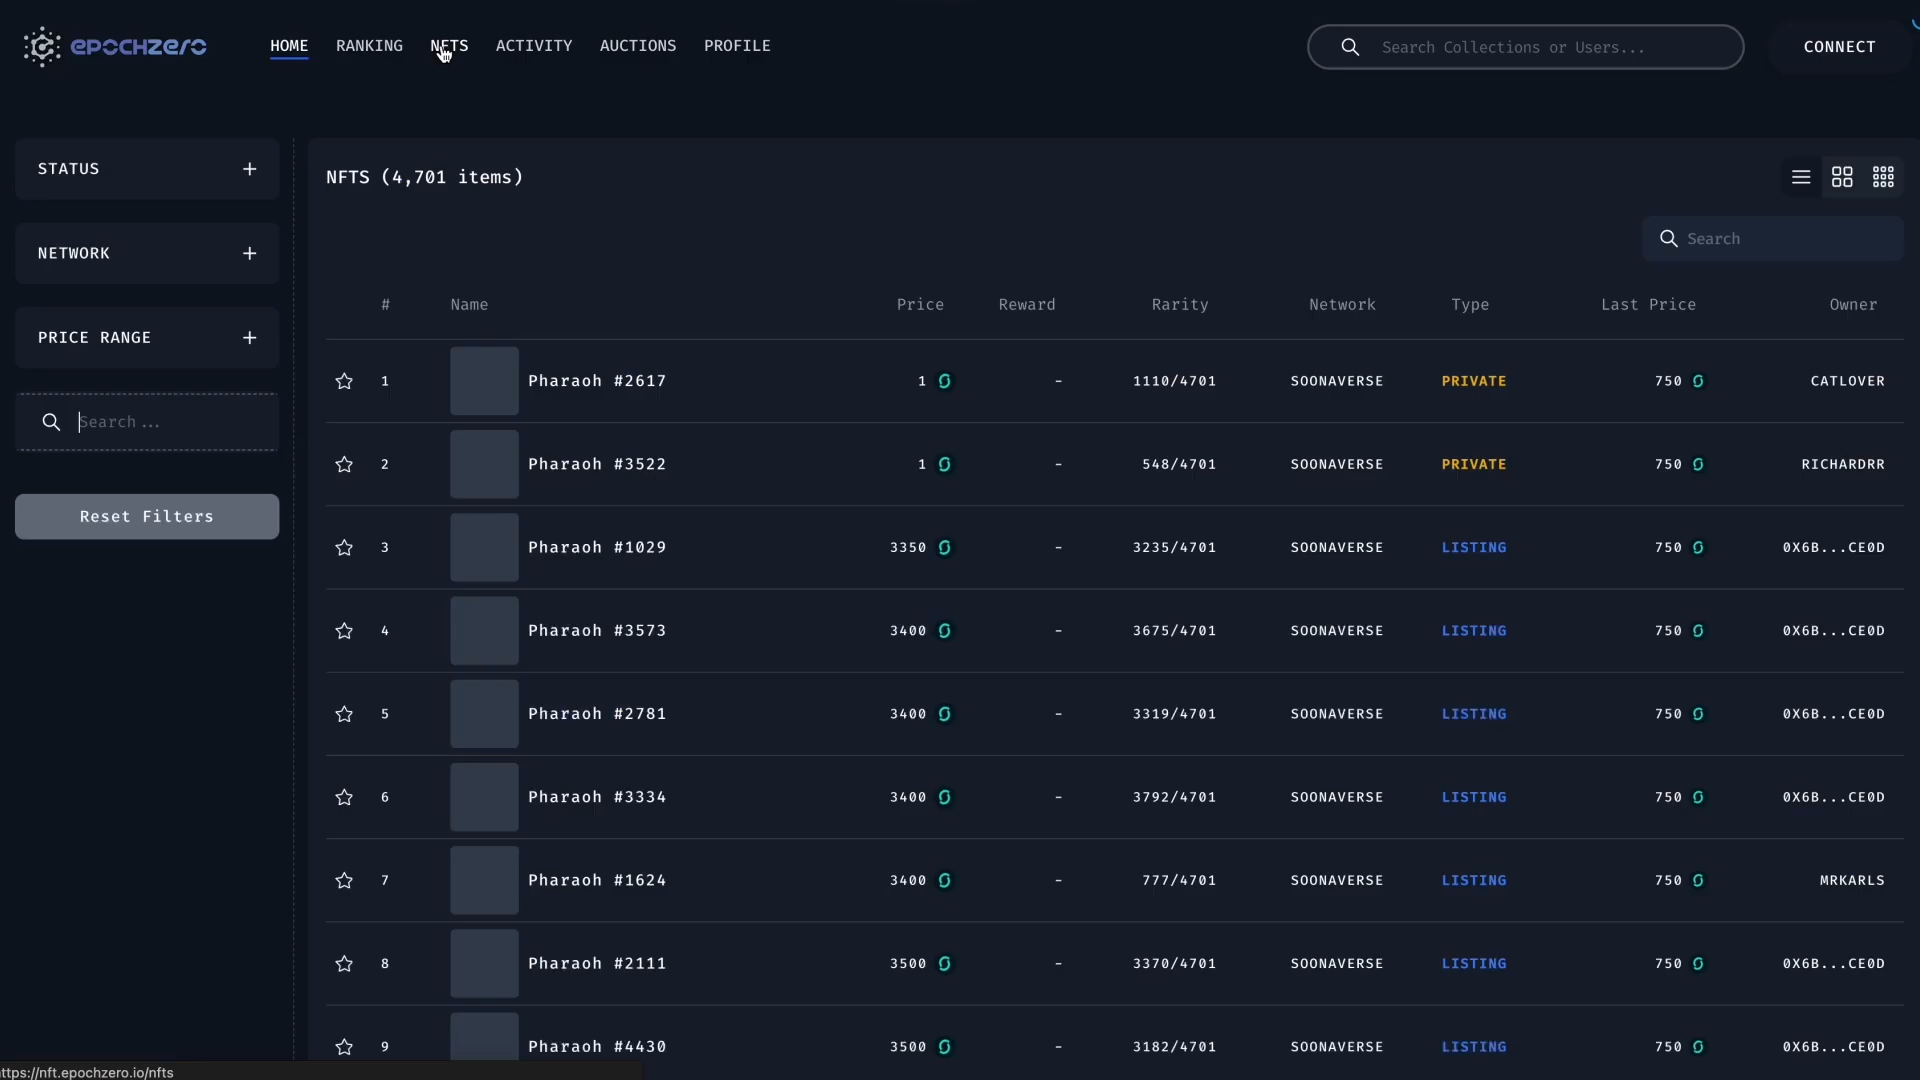 epochzero HOME RANKING NFTS ACTIVITY AUCTIONS PROFILE Search Collections or Users... CONNECT
STATUS +
NETWORK +
PRICE RANGE +
Search ...
Reset Filters
NFTS (4,701 items)
Search
# Name Price Reward Rarity Network Type Last Price Owner
1 Pharaoh #2617 1 - 1110/4701 SOONAVERSE PRIVATE 750 CATLOVER
2 Pharaoh #3522 1 - 548/4701 SOONAVERSE PRIVATE 750 RICHARDRR
3 Pharaoh #1029 3350 - 3235/4701 SOONAVERSE LISTING 750 0X6B...CE0D
4 Pharaoh #3573 3400 - 3675/4701 SOONAVERSE LISTING 750 0X6B...CE0D
5 Pharaoh #2781 3400 - 3319/4701 SOONAVERSE LISTING 750 0X6B...CE0D
6 Pharaoh #3334 3400 - 3792/4701 SOONAVERSE LISTING 750 0X6B...CE0D
7 Pharaoh #1624 3400 - 777/4701 SOONAVERSE LISTING 750 MRKARLS
8 Pharaoh #2111 3500 - 3370/4701 SOONAVERSE LISTING 750 0X6B...CE0D
9 Pharaoh #4430 3500 - 3182/4701 SOONAVERSE LISTING 750 0X6B...CE0D
ttps://nft.epochzero.io/nfts